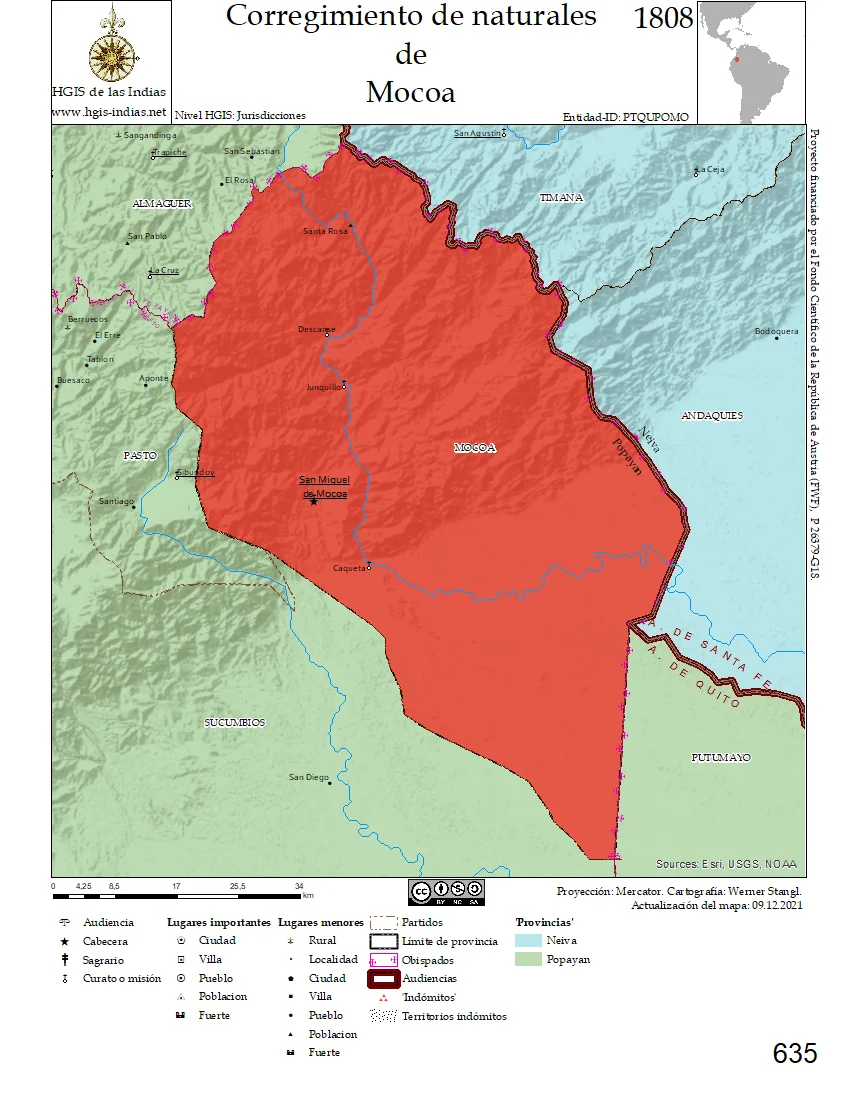 Corregimiento de naturales
de
Mocoa
1808
HGIS de las Indias
www.hgis-indias.net
Nivel HGIS: Jurisdicciones
Entidad-ID: PTQUPOMO
Sangandinga
Trapiche
San Sebastian
El Rosal
San Agustin
La Ceja
ALMAGUER
TIMANA
San Pablo
Santa Rosa
La Cruz
Berruecos
El Erre
Descanse
Bodoquera
Tablon
Buesaco
Aponte
Junquillo
ANDAQUIES
Neiva
Popayan
PASTO
MOCOA
Sibundoy
San Miguel
de Mocoa
Santiago
Caqueta
A. DE SANTA FE
A. DE QUITO
SUCUMBIOS
PUTUMAYO
San Diego
Sources: Esri, USGS, NOAA
Proyecto financiado por el Fondo Científico de la República de Austria (FWF), P 26379-G18.
0 4,25 8,5 17 25,5 34
km
cc
BY NC SA
Proyección: Mercator. Cartografía: Werner Stangl.
Actualización del mapa: 09.12.2021
Audiencia
Cabecera
Sagrario
Curato o misión
Lugares importantes
Ciudad
Villa
Pueblo
Poblacion
Fuerte
Lugares menores
Rural
Localidad
Ciudad
Villa
Pueblo
Poblacion
Fuerte
Partidos
Límite de provincia
Obispados
Audiencias
'Indómitos'
Territorios indómitos
'Provincias'
Neiva
Popayan
635